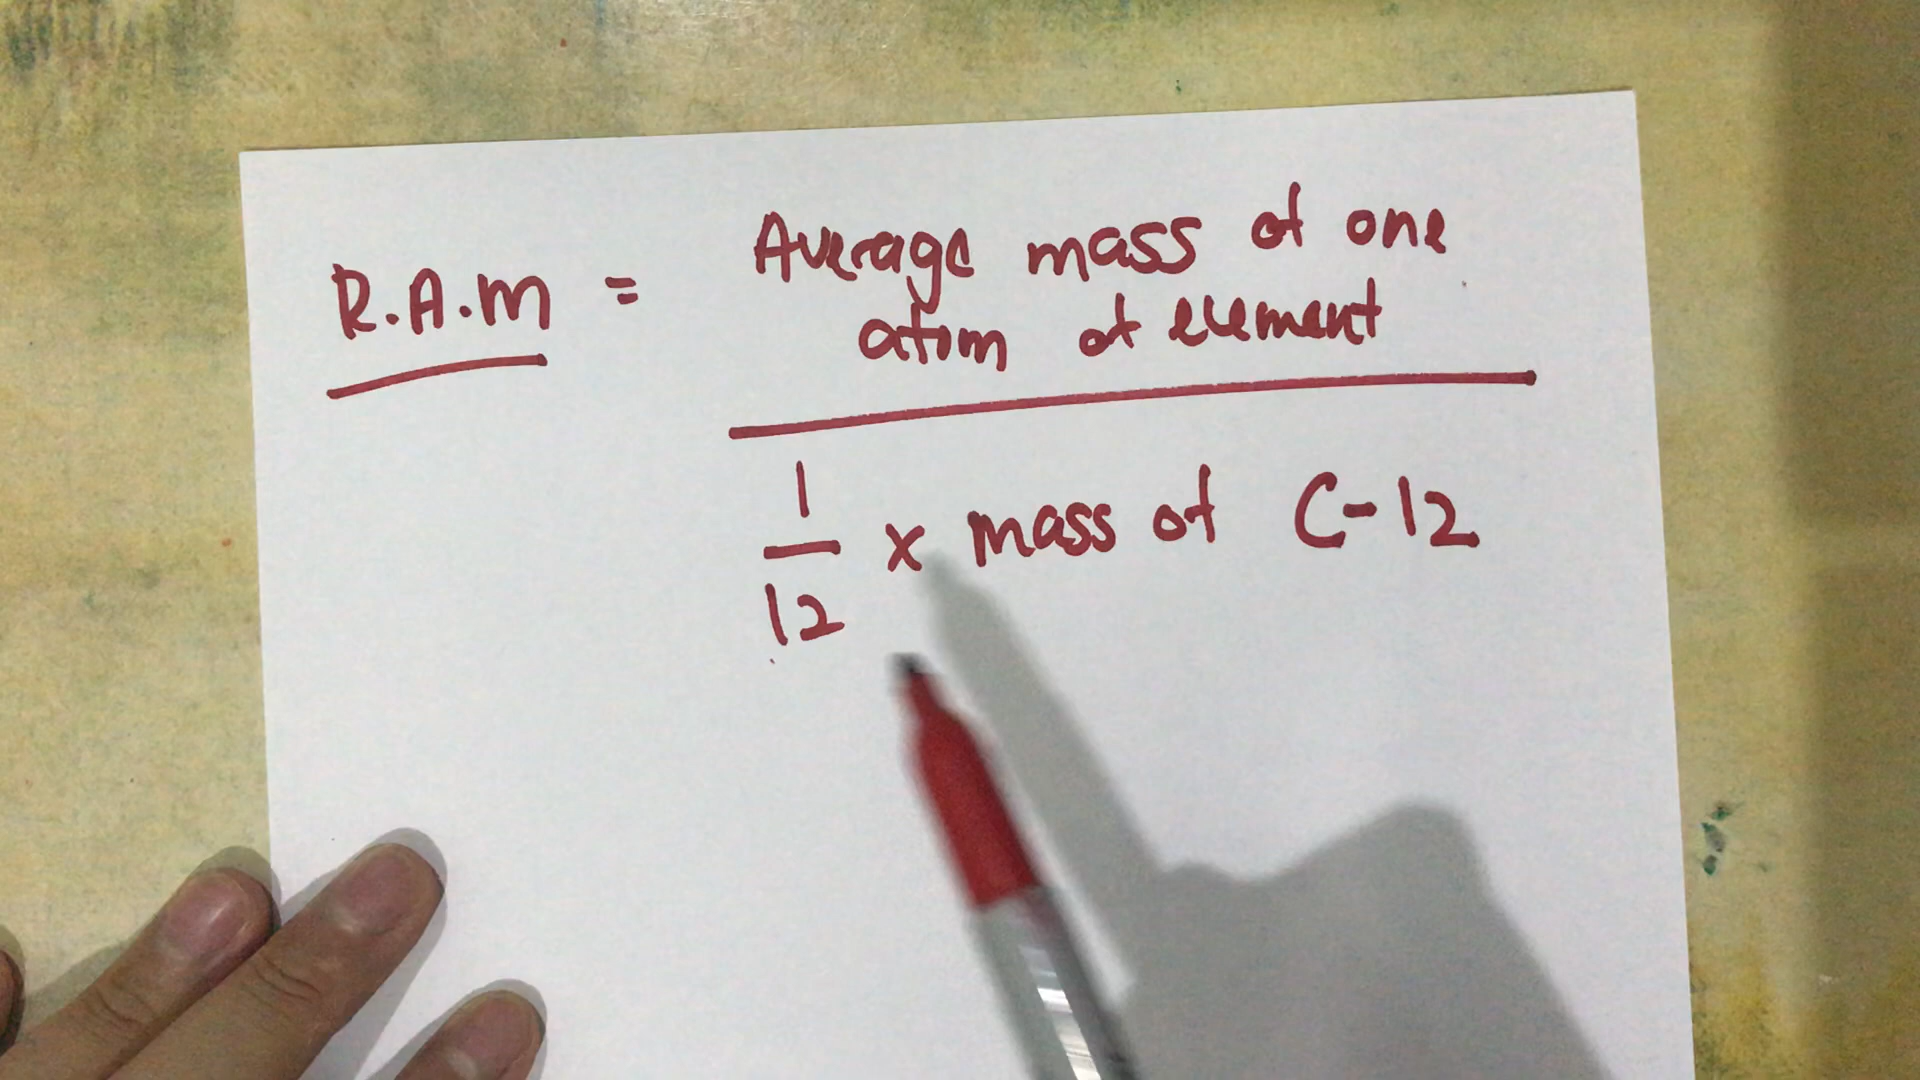 R.A.M = Average mass of one
atom of element
1
12 x mass of C-12